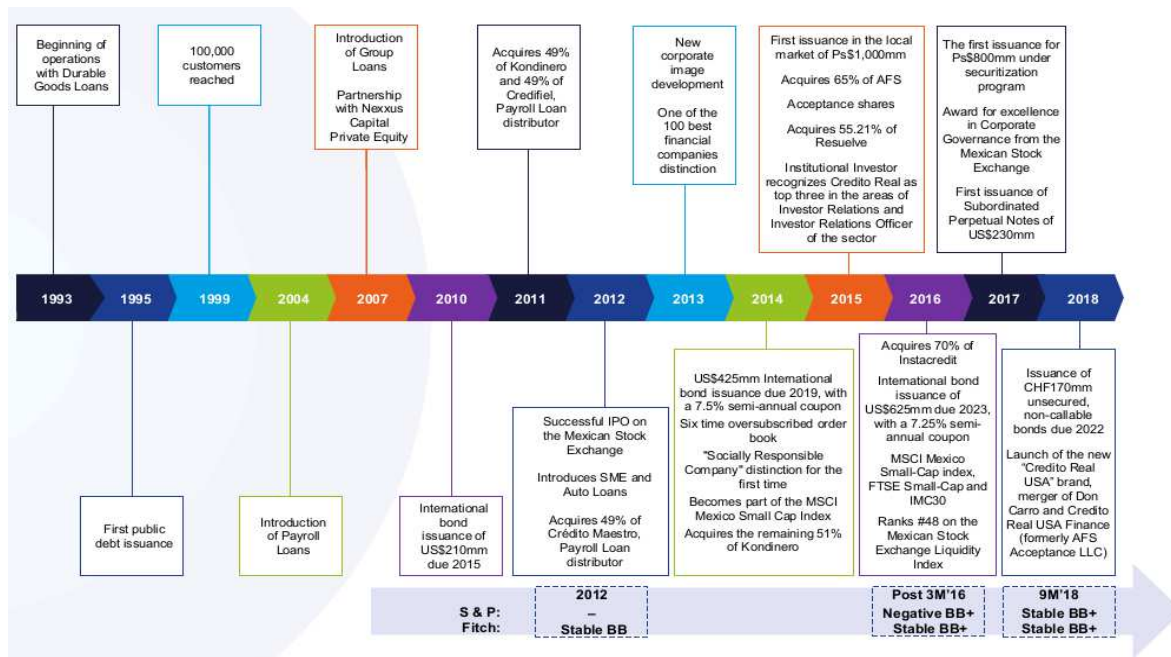 Beginning of
operations with Durable
Goods Loans
100,000
customers
reached
Introduction
of Group
Loans
Partnership
with Nexxus
Capital
Private Equity
Acquires 49%
of Kondinero
and 49% of
Credifiel,
Payroll Loan
distributor
New
corporate
image
development
One of the
100 best
financial
companies
distinction
First issuance in the local
market of Ps$1,000mm
Acquires 65% of AFS
Acceptance shares
Acquires 55.21% of
Resuelve
Institutional Investor
recognizes Credito Real as
top three in the areas of
Investor Relations and
Investor Relations Officer
of the sector
The first issuance for
Ps$800mm under
securitization
program
Award for excellence
in Corporate
Governance from the
Mexican Stock
Exchange
First issuance of
Subordinated
Perpetual Notes of
US$230mm
1993 1995 1999 2004 2007 2010 2011 2012 2013 2014 2015 2016 2017 2018
First public
debt issuance
Introduction
of Payroll
Loans
International
bond
issuance of
US$210mm
due 2015
Successful IPO on
the Mexican Stock
Exchange
Introduces SME and
Auto Loans
Acquires 49% of
Crédito Maestro,
Payroll Loan
distributor
US$425mm International
bond issuance due 2019, with
a 7.5% semi-annual coupon
Six time oversubscribed order
book
"Socially Responsible
Company" distinction for the
first time
Becomes part of the MSCI
Mexico Small Cap Index
Acquires the remaining 51%
of Kondinero
Acquires 70% of
Instacredit
International bond
issuance of
US$625mm due 2023,
with a 7.25% semi-
annual coupon
MSCI Mexico
Small-Cap index,
FTSE Small-Cap and
IMC30
Ranks #48 on the
Mexican Stock
Exchange Liquidity
Index
Issuance of
CHF170mm
unsecured,
non-callable
bonds due 2022
Launch of the new
“Credito Real
USA” brand,
merger of Don
Carro and Credito
Real USA Finance
(formerly AFS
Acceptance LLC)
2012 Post 3M'16 9M'18
S & P: – Negative BB+ Stable BB+
Fitch: Stable BB Stable BB+ Stable BB+